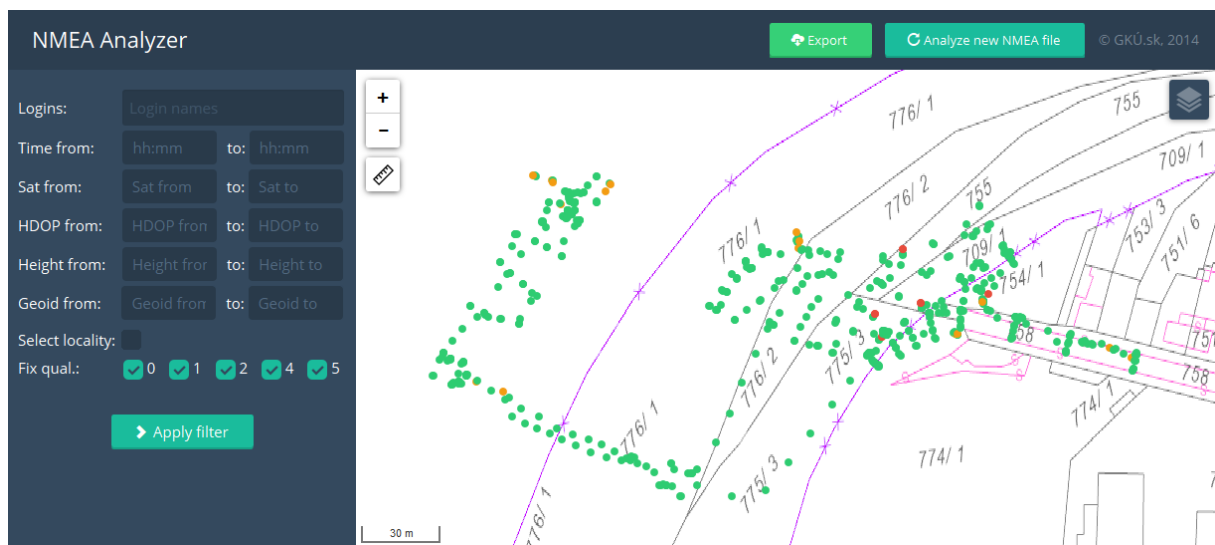 NMEA Analyzer
Export
Analyze new NMEA file
© GKÚ.sk, 2014
Logins: Login names
Time from: hh:mm to: hh:mm
Sat from: Sat from to: Sat to
HDOP from: HDOP fron to: HDOP to
Height from: Height fror to: Height to
Geoid from: Geoid from to: Geoid to
Select locality:
Fix qual.: 0 1 2 4 5
Apply filter
+
−
30 m
776/ 1
755
709/ 1
776/ 2
755
753/ 3
751/ 6
776/ 1
709/ 1
754/ 1
58
775/ 3
776/ 2
751
758
774/ 1
776/ 1
774/ 1
775/ 3
776/ 1